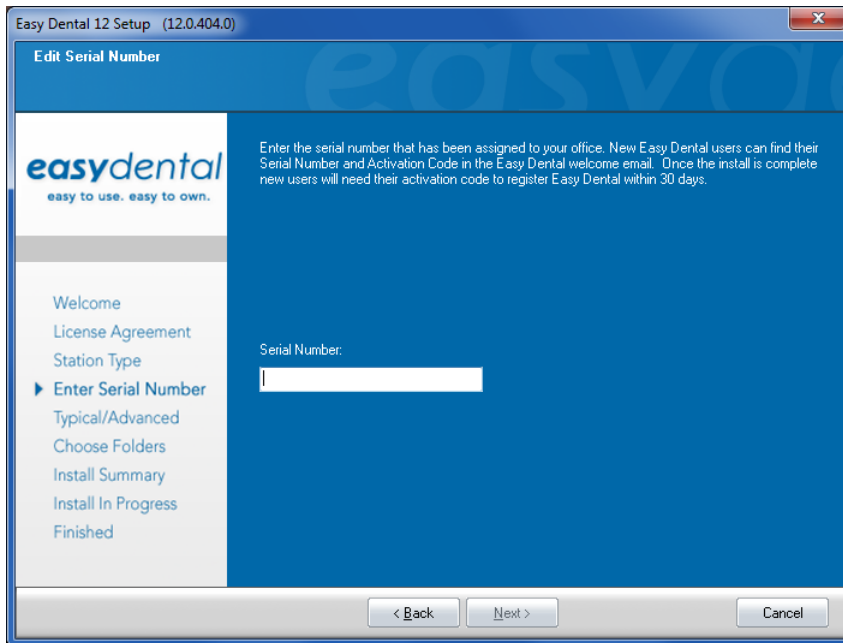 Easy Dental 12 Setup (12.0.404.0)
Edit Serial Number
easydental
easy to use. easy to own.
Enter the serial number that has been assigned to your office. New Easy Dental users can find their
Serial Number and Activation Code in the Easy Dental welcome email. Once the install is complete
new users will need their activation code to register Easy Dental within 30 days.
Welcome
License Agreement
Station Type
Enter Serial Number
Typical/Advanced
Choose Folders
Install Summary
Install In Progress
Finished
Serial Number:
< Back
Next >
Cancel